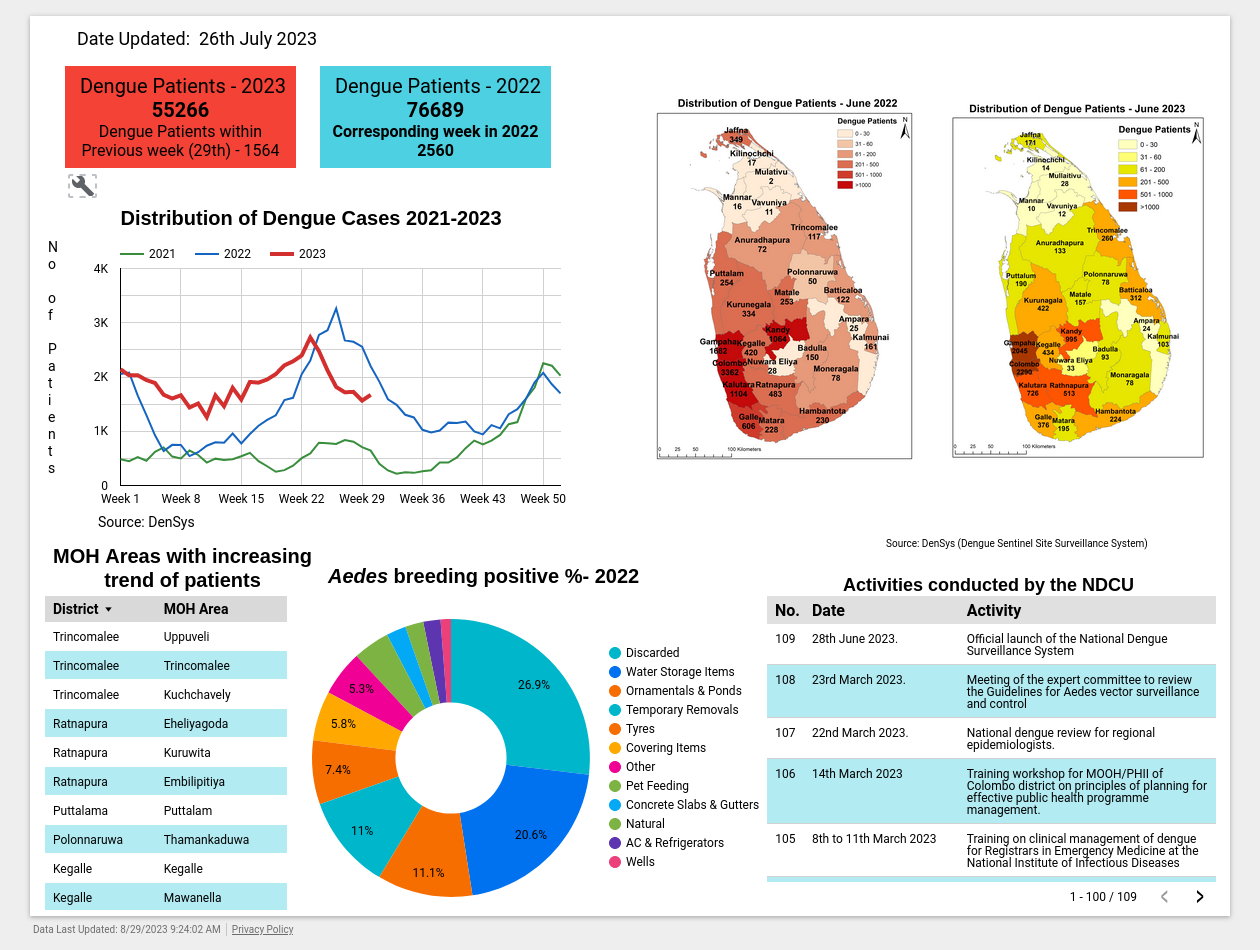 Date Updated: 26th July 2023
Dengue Patients - 2023
55266
Dengue Patients within
Previous week (29th) - 1564
Dengue Patients - 2022
76689
Corresponding week in 2022
2560
Distribution of Dengue Cases 2021-2023
No of Patients
2021
2022
2023
4K
3K
2K
1K
0
Week 1
Week 8
Week 15
Week 22
Week 29
Week 36
Week 43
Week 50
Source: DenSys
Distribution of Dengue Patients - June 2022
Dengue Patients
0 - 30
31 - 60
61 - 200
201 - 500
501 - 1000
>1000
N
Jaffna
349
Kilinochchi
17
Mulativu
2
Mannar
16
Vavuniya
11
Trincomalee
117
Anuradhapura
72
Puttalam
254
Polonnaruwa
50
Matale
253
Batticaloa
122
Kurunegala
334
Ampara
25
Kandy
1064
Kalmunai
161
Gampaha
1682
Kegalle
420
Badulla
150
Colombo
3362
Nuwara Eliya
28
Moneragala
78
Kalutara
1104
Ratnapura
483
Hambantota
230
Galle
606
Matara
228
0 25 50 100 Kilometers
Distribution of Dengue Patients - June 2023
Dengue Patients
0 - 30
31 - 60
61 - 200
201 - 500
501 - 1000
>1000
N
Jaffna
171
Kilinochchi
14
Mullaitivu
28
Mannar
10
Vavuniya
12
Trincomalee
260
Anuradhapura
133
Puttalum
190
Polonnaruwa
78
Batticaloa
312
Matale
157
Kurunagala
422
Ampara
24
Kandy
995
Kalmunai
103
Gampaha
2045
Kegalle
434
Badulla
93
Colombo
2290
Nuwara Eliya
33
Monaragala
78
Kalutara
726
Rathnapura
513
Hambantota
224
Galle
376
Matara
195
0 25 50 100 Kilometers
Source: DenSys (Dengue Sentinel Site Surveillance System)
MOH Areas with increasing
trend of patients
District MOH Area
Trincomalee Uppuveli
Trincomalee Trincomalee
Trincomalee Kuchchavely
Ratnapura Eheliyagoda
Ratnapura Kuruwita
Ratnapura Embilipitiya
Puttalama Puttalam
Polonnaruwa Thamankaduwa
Kegalle Kegalle
Kegalle Mawanella
Aedes breeding positive %- 2022
26.9%
20.6%
11.1%
11%
7.4%
5.8%
5.3%
Discarded
Water Storage Items
Ornamentals & Ponds
Temporary Removals
Tyres
Covering Items
Other
Pet Feeding
Concrete Slabs & Gutters
Natural
AC & Refrigerators
Wells
Activities conducted by the NDCU
No. Date Activity
109 28th June 2023. Official launch of the National Dengue
Surveillance System
108 23rd March 2023. Meeting of the expert committee to review
the Guidelines for Aedes vector surveillance
and control
107 22nd March 2023. National dengue review for regional
epidemiologists.
106 14th March 2023 Training workshop for MOOH/PHII of
Colombo district on principles of planning for
effective public health programme
management.
105 8th to 11th March 2023 Training on clinical management of dengue
for Registrars in Emergency Medicine at the
National Institute of Infectious Diseases
1 - 100 / 109
Data Last Updated: 8/29/2023 9:24:02 AM
Privacy Policy